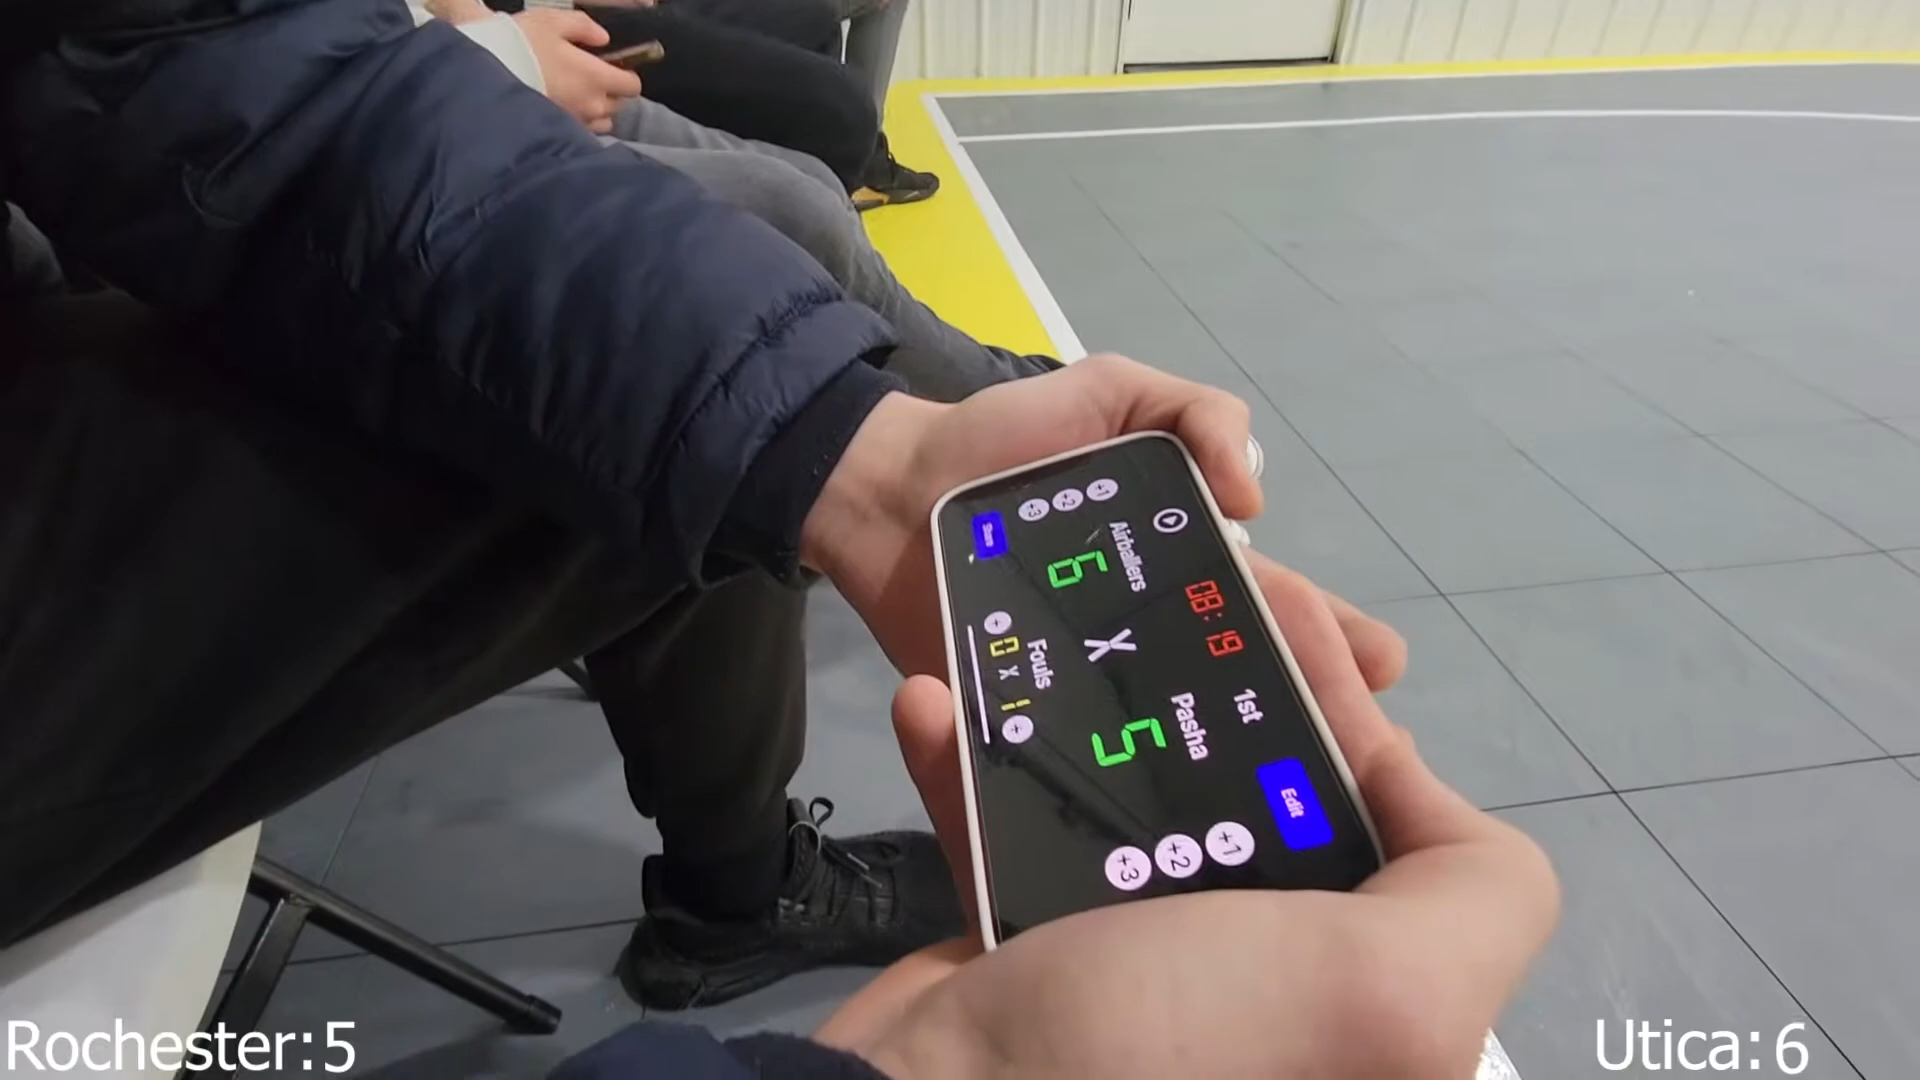 08:19 1st Edit
+1 Airballers Pasha +1
+2 6 X 5 +2
+3 +3
Fouls
Share + 0 X 1 +
Rochester:5
Utica:6